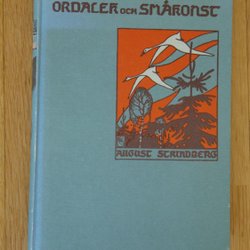 ORDALEK OCH SMÅKONST
AUGUST STRINDBERG